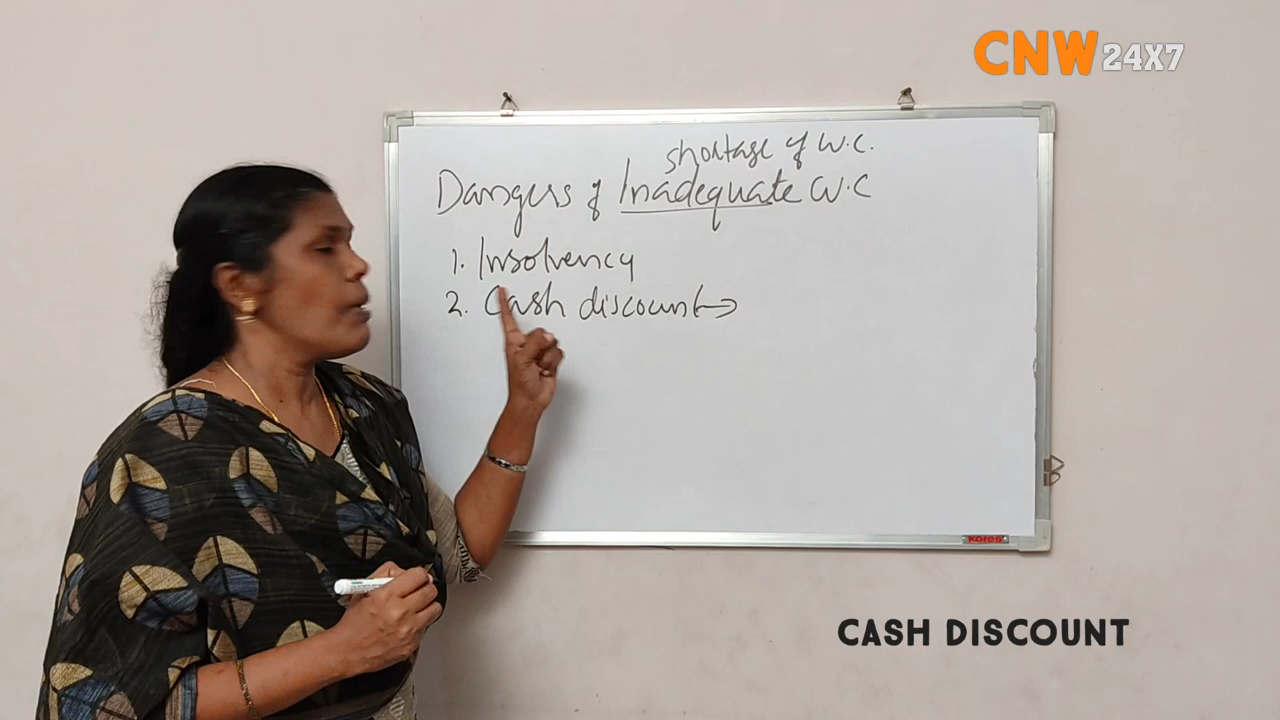 CNW 24X7
shortage of W.C.
Dangers of Inadequate W.C
1. Insolvency
2. Cash discount →
KORES
CASH DISCOUNT